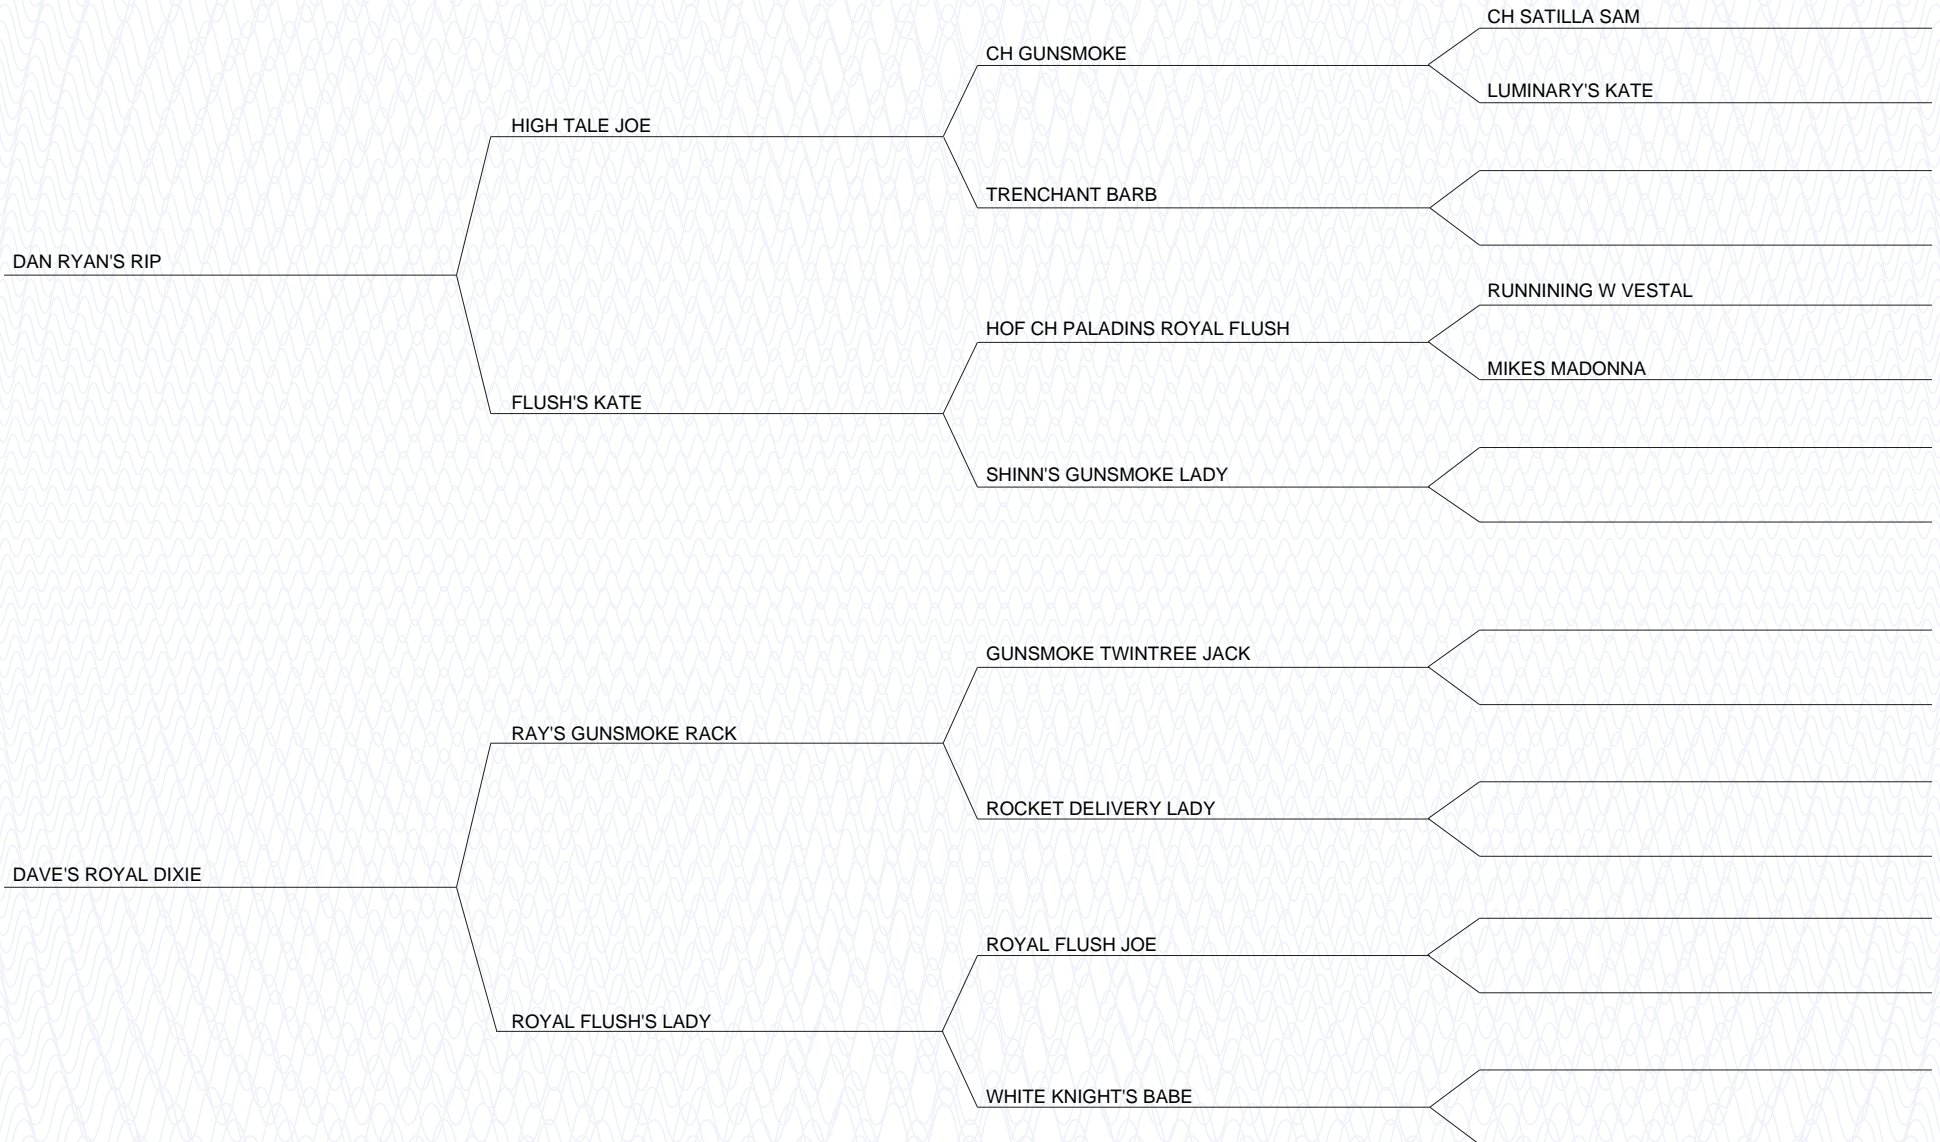 CH SATILLA SAM
CH GUNSMOKE
LUMINARY'S KATE
HIGH TALE JOE
TRENCHANT BARB
DAN RYAN'S RIP
RUNNINING W VESTAL
HOF CH PALADINS ROYAL FLUSH
MIKES MADONNA
FLUSH'S KATE
SHINN'S GUNSMOKE LADY
GUNSMOKE TWINTREE JACK
RAY'S GUNSMOKE RACK
ROCKET DELIVERY LADY
DAVE'S ROYAL DIXIE
ROYAL FLUSH JOE
ROYAL FLUSH'S LADY
WHITE KNIGHT'S BABE